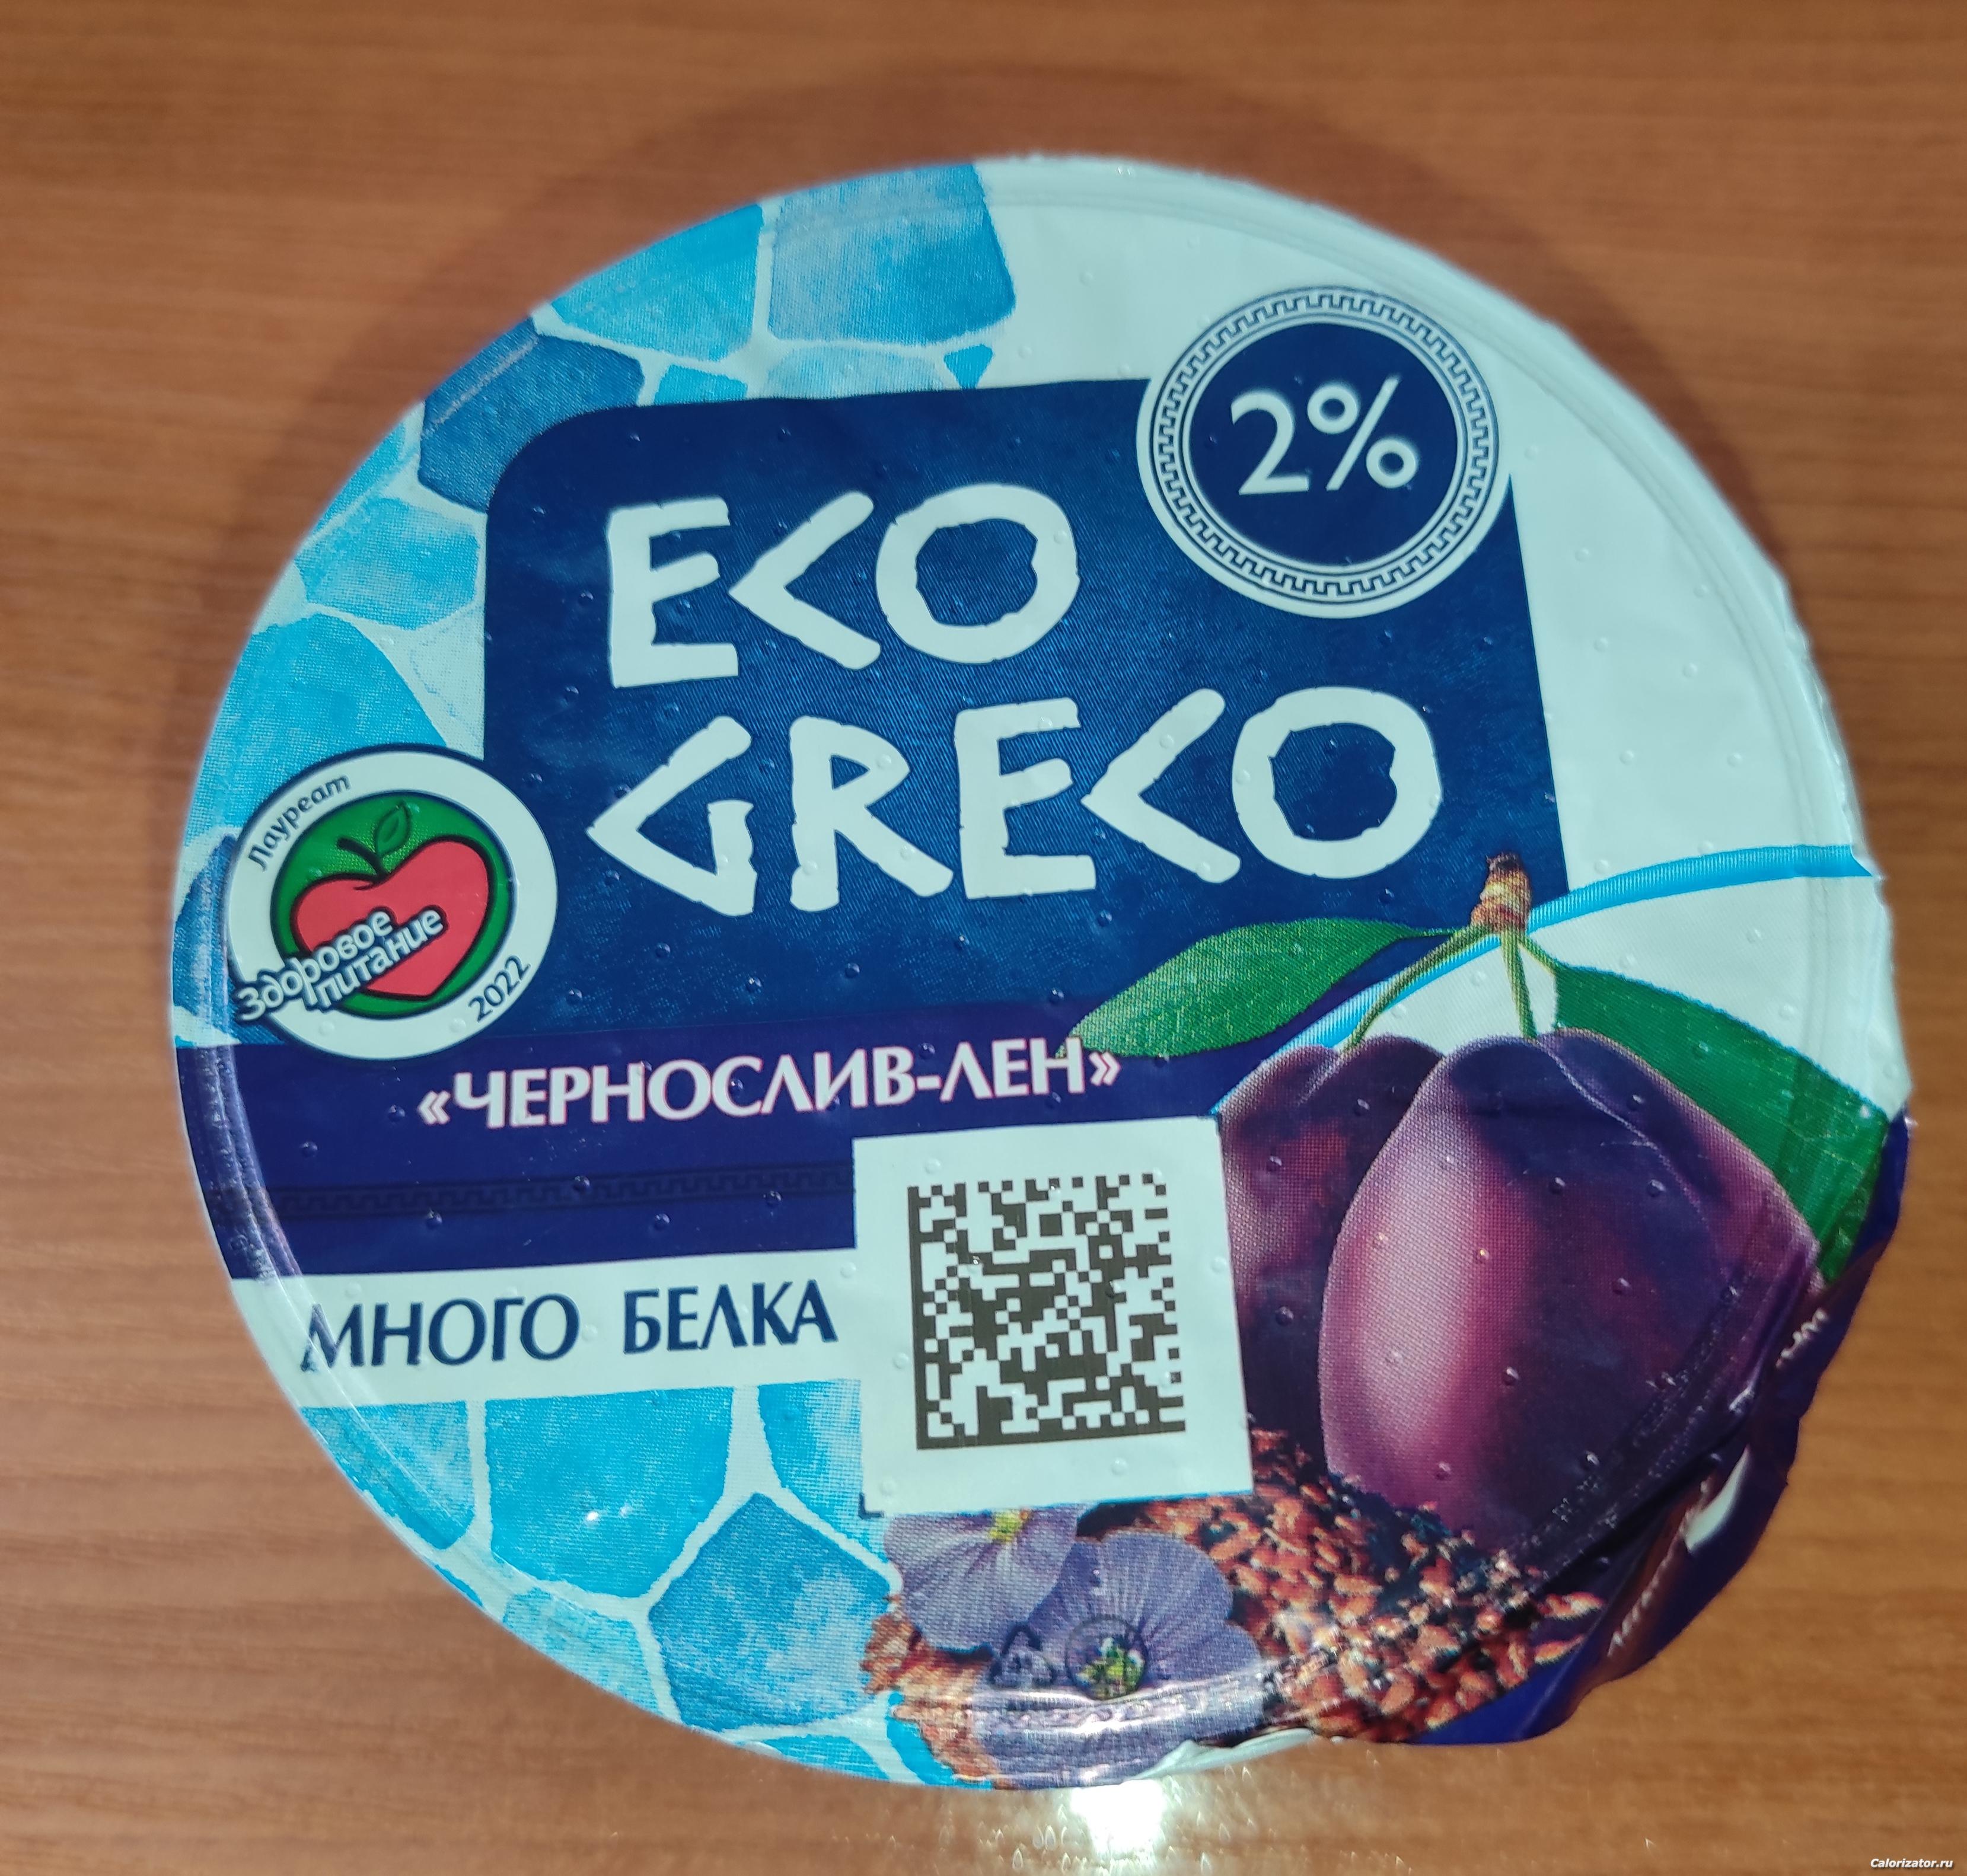 2%
ECO
GRECO
Лауреат
Здоровое
питание
2022
«ЧЕРНОСЛИВ-ЛЕН»
МНОГО БЕЛКА
Calorizator.ru